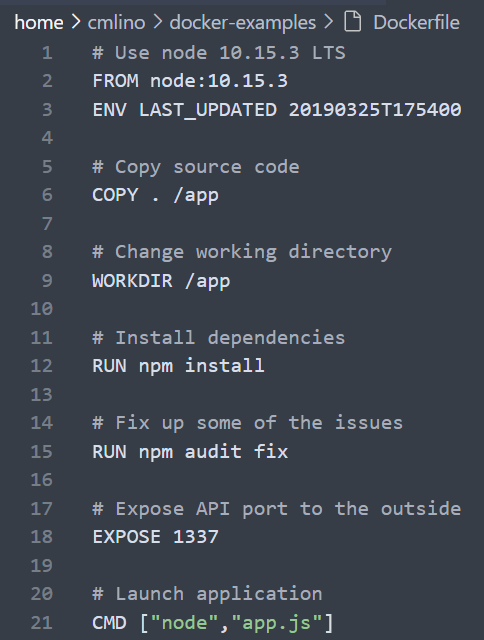 home > cmlino > docker-examples > Dockerfile
1 # Use node 10.15.3 LTS
2 FROM node:10.15.3
3 ENV LAST_UPDATED 20190325T175400
4
5 # Copy source code
6 COPY . /app
7
8 # Change working directory
9 WORKDIR /app
10
11 # Install dependencies
12 RUN npm install
13
14 # Fix up some of the issues
15 RUN npm audit fix
16
17 # Expose API port to the outside
18 EXPOSE 1337
19
20 # Launch application
21 CMD ["node","app.js"]